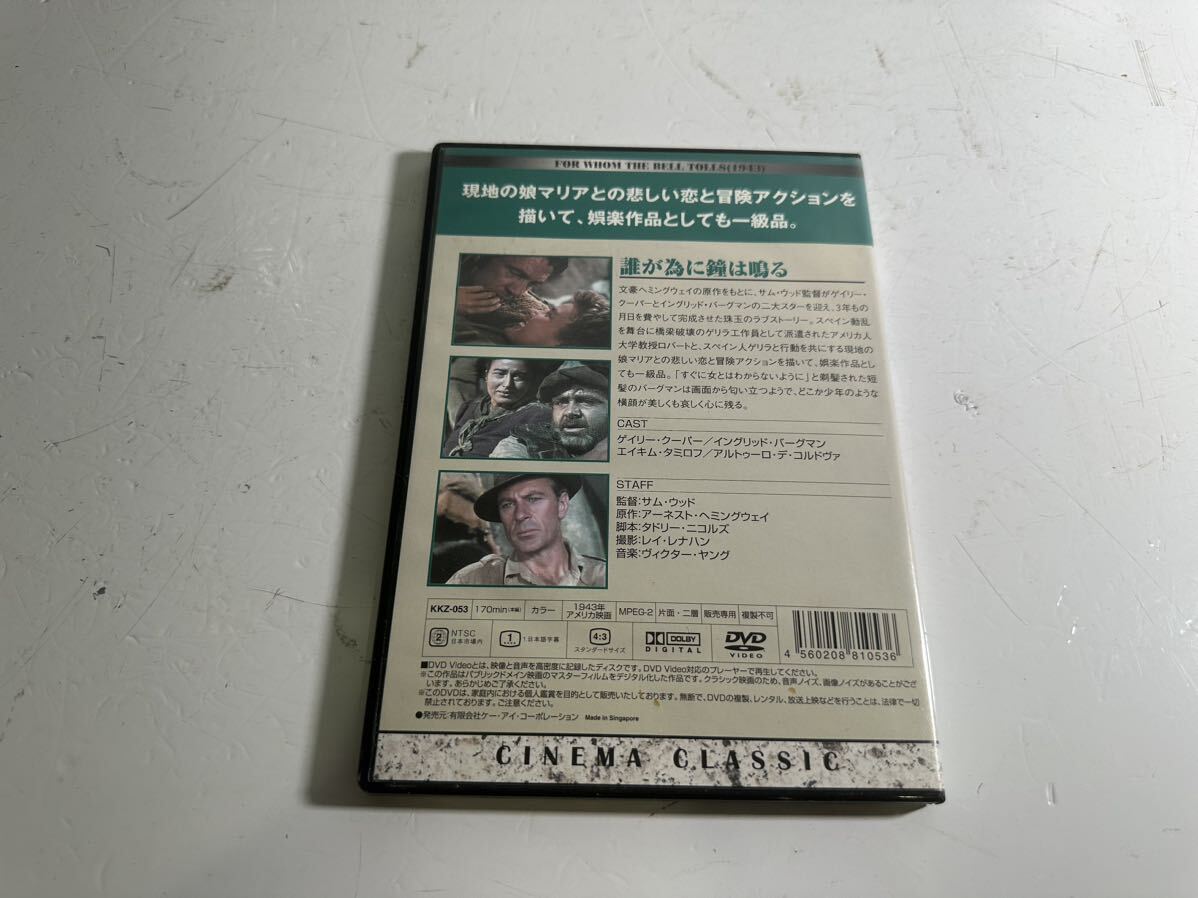 FOR WHOM THE BELL TOLLS(1943)
現地の娘マリアとの悲しい恋と冒険アクションを
描いて、娯楽作品としても一級品。
誰が為に鐘は鳴る
文豪ヘミングウェイの原作をもとに、サム・ウッド監督がゲイリー・
クーパーとイングリッド・バーグマンの二大スターを迎え、3年もの
月日を費やして完成させた珠玉のラブストーリー。スペイン動乱
を舞台に橋梁破壊のゲリラ工作員として派遣されたアメリカ人
大学教授ロバートと、スペイン人ゲリラと行動を共にする現地の
娘マリアとの悲しい恋と冒険アクションを描いて、娯楽作品とし
ても一級品。「すぐに女とはわからないように」と剃髪された短
髪のバーグマンは画面から匂い立つようで、どこか少年のような
横顔が美しくも哀しく心に残る。
CAST
ゲイリー・クーパー／イングリッド・バーグマン
エイキム・タミロフ／アルトゥーロ・デ・コルドヴァ
STAFF
監督:サム・ウッド
原作:アーネスト・ヘミングウェイ
脚本:タドリー・ニコルズ
撮影:レイ・レナハン
音楽:ヴィクター・ヤング
KKZ-053 170min(本編) カラー 1943年 アメリカ映画 MPEG-2 片面・二層 販売専用 複製不可
2 NTSC 日本市場内 1 1.日本語字幕 4:3 スタンダードサイズ DOLBY DIGITAL DVD VIDEO
4 560208 810536
■DVD Videoとは、映像と音声を高密度に記録したディスクです。DVD Video対応のプレーヤーで再生してください。
※この作品はパブリックドメイン映画のマスターフィルムをデジタル化した作品です。クラシック映画のため、音声ノイズ、画像ノイズがあることがござ
います。あらかじめご了承ください。
※このDVDは、家庭内における個人鑑賞を目的として販売いたしております。無断で、DVDの複製、レンタル、放送上映などを行うことは、法律で一切
禁止されております。ご注意ください。
●発売元:有限会社ケー・アイ・コーポレーション Made in Singapore
CINEMA CLASSIC